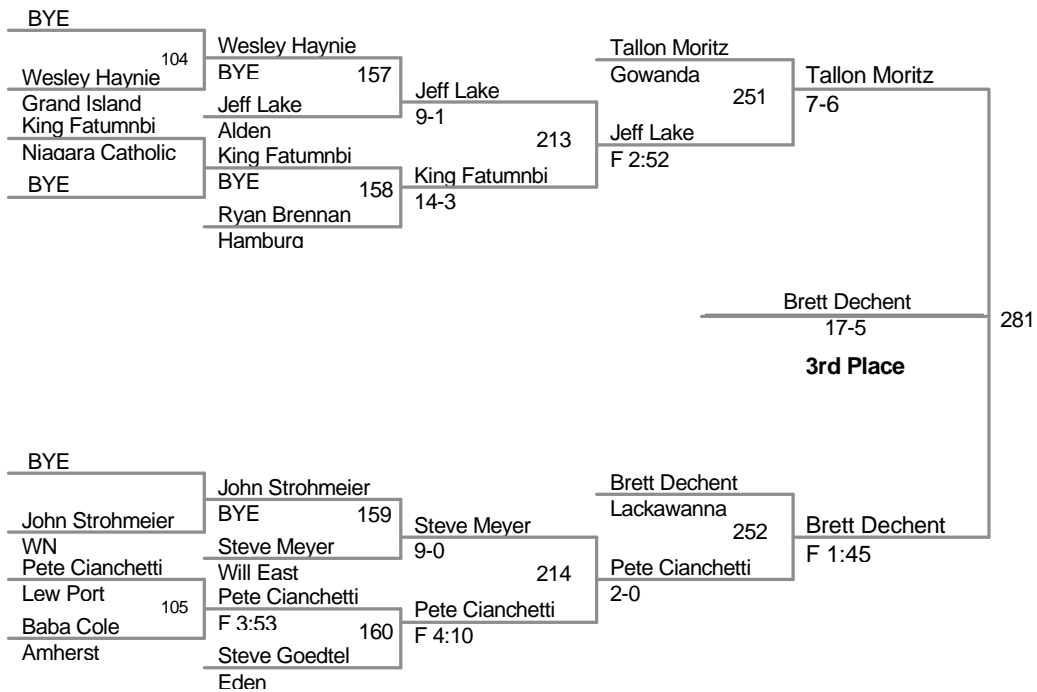 BYE
104
Wesley Haynie
Grand Island
King Fatumnbi
Niagara Catholic
BYE
Wesley Haynie
BYE
157
Jeff Lake
Alden
King Fatumnbi
BYE
158
Ryan Brennan
Hamburg
Jeff Lake
9-1
213
King Fatumnbi
14-3
Tallon Moritz
Gowanda
251
Jeff Lake
F 2:52
Tallon Moritz
7-6
Brett Dechent
17-5
3rd Place
281
BYE
John Strohmeier
WN
Pete Cianchetti
Lew Port
105
Baba Cole
Amherst
John Strohmeier
BYE
159
Steve Meyer
Will East
Pete Cianchetti
F 3:53
160
Steve Goedtel
Eden
Steve Meyer
9-0
214
Pete Cianchetti
F 4:10
Brett Dechent
Lackawanna
252
Pete Cianchetti
2-0
Brett Dechent
F 1:45